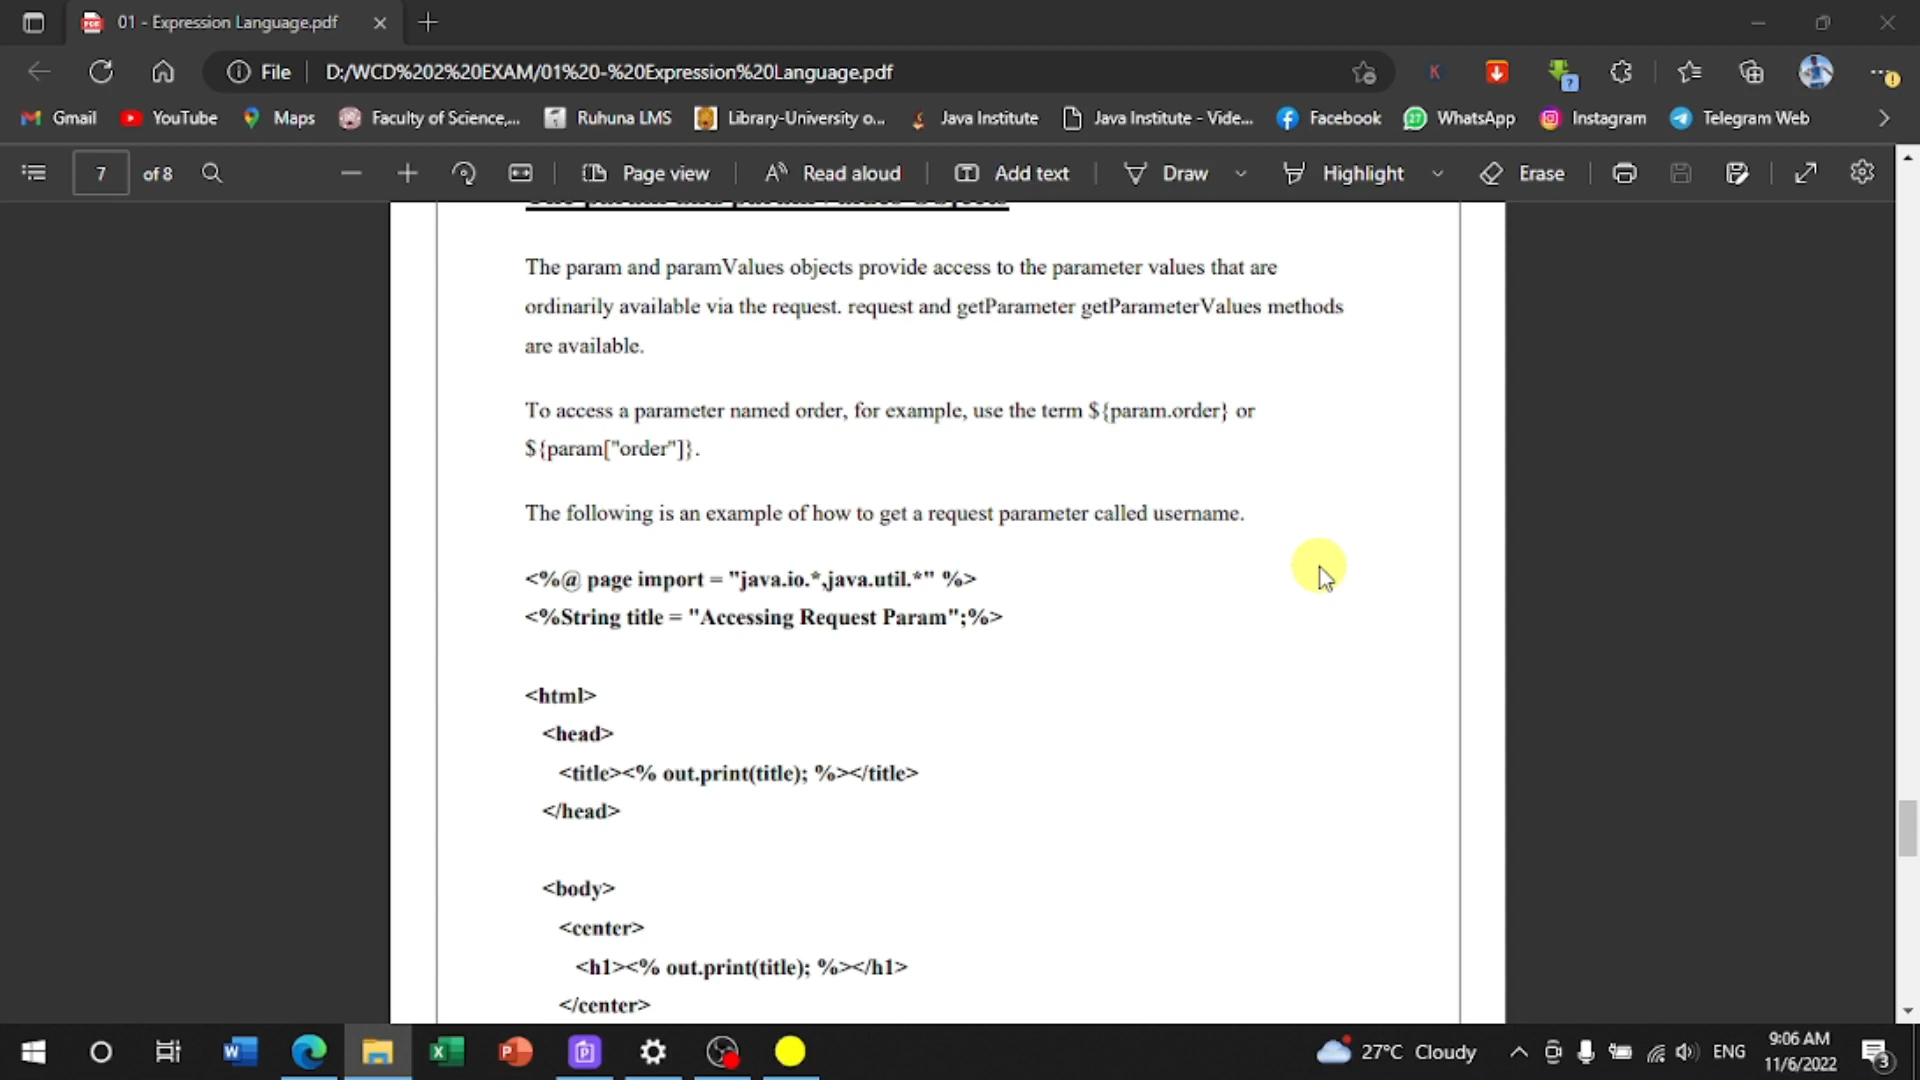 01 - Expression Language.pdf
File
D:/WCD%202%20EXAM/01%20-%20Expression%20Language.pdf
Gmail
YouTube
Maps
Faculty of Science,...
Ruhuna LMS
Library-University o...
Java Institute
Java Institute - Vide...
Facebook
WhatsApp
Instagram
Telegram Web
7 of 8
Page view
Read aloud
Add text
Draw
Highlight
Erase
The param and paramValues objects provide access to the parameter values that are
ordinarily available via the request. request and getParameter getParameterValues methods
are available.
To access a parameter named order, for example, use the term ${param.order} or
${param["order"]}.
The following is an example of how to get a request parameter called username.
<%@ page import = "java.io.*,java.util.*" %>
<%String title = "Accessing Request Param";%>
<html>
<head>
<title><% out.print(title); %></title>
</head>
<body>
<center>
<h1><% out.print(title); %></h1>
</center>
27°C Cloudy
ENG
9:06 AM
11/6/2022
3